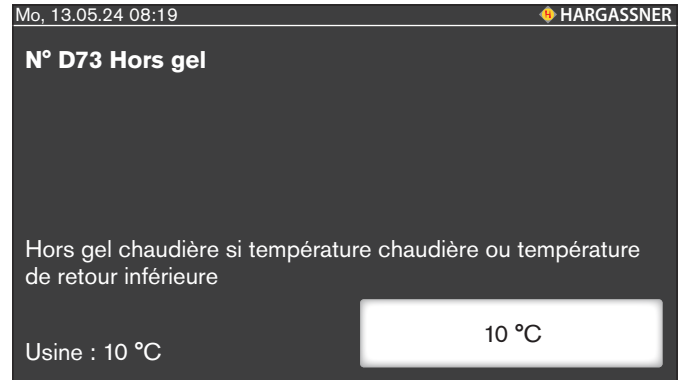 Mo, 13.05.24 08:19
HARGASSNER
N° D73 Hors gel
Hors gel chaudière si température chaudière ou température
de retour inférieure
10 °C
Usine : 10 °C